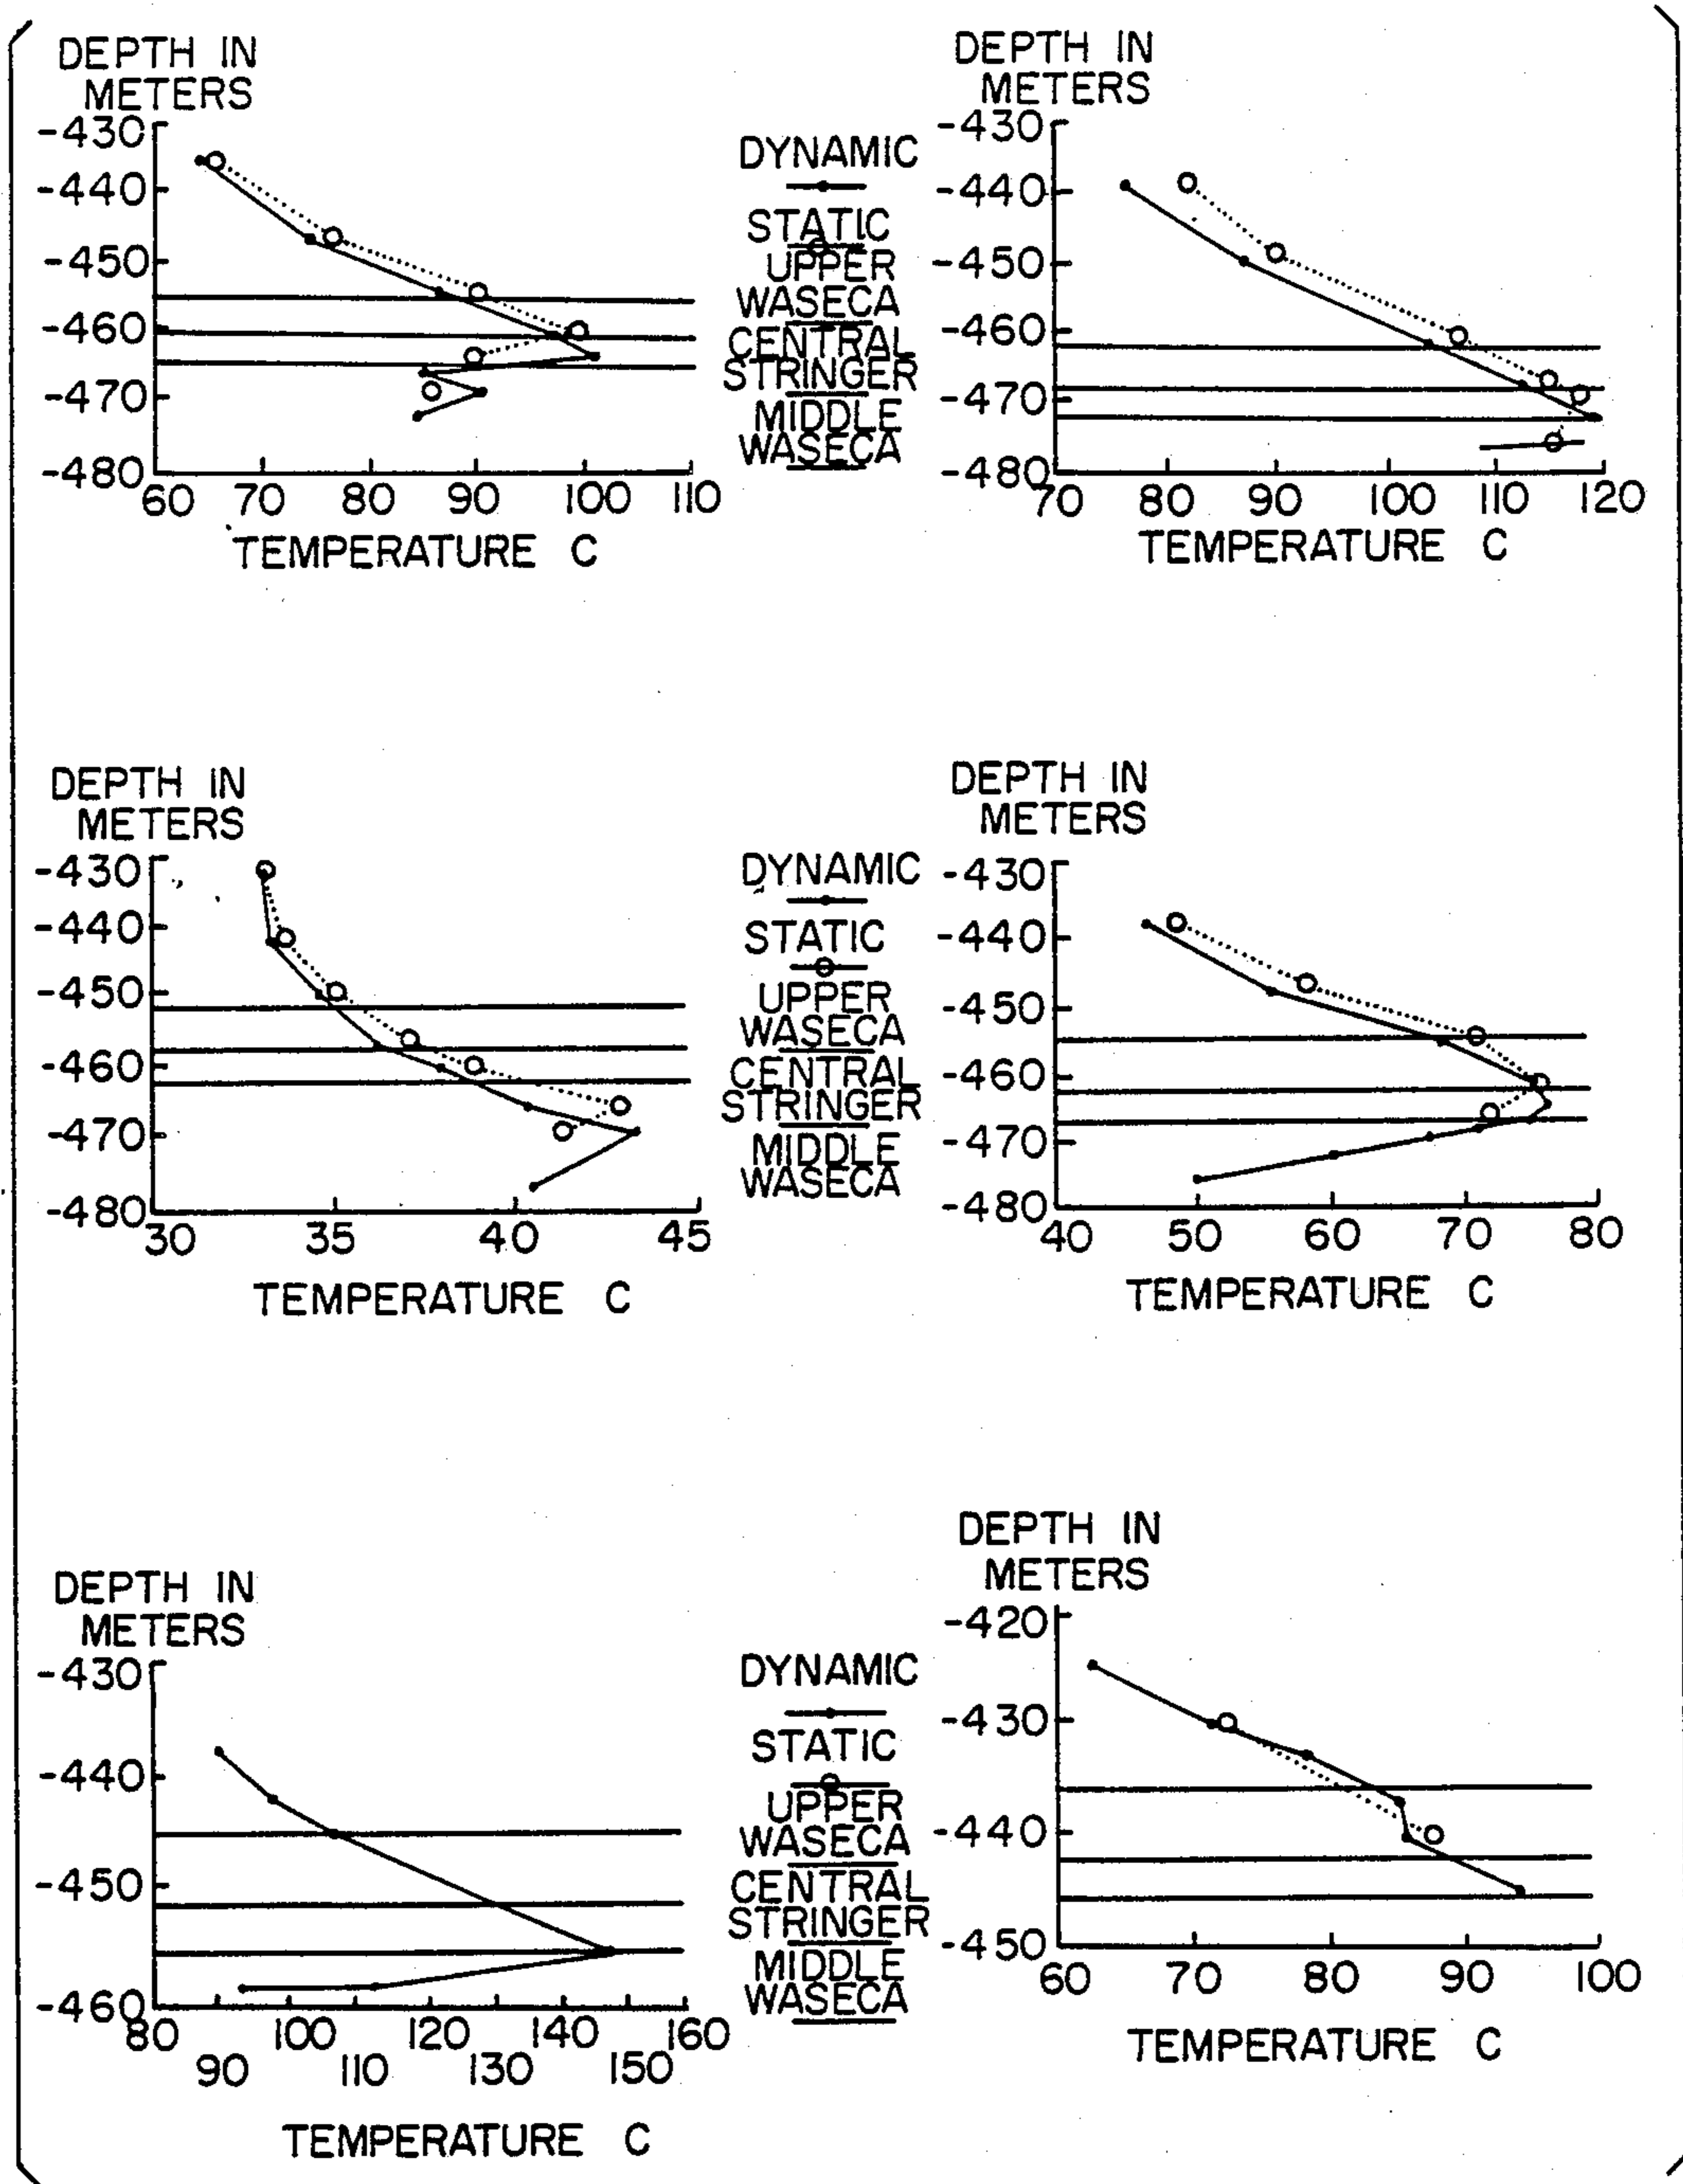 DEPTH IN
METERS
-430
-440
-450
-460
-470
-480
60 70 80 90 100 110
TEMPERATURE C
DYNAMIC
STATIC
UPPER
WASECA
CENTRAL
STRINGER
MIDDLE
WASECA
DEPTH IN
METERS
-430
-440
-450
-460
-470
-480
70 80 90 100 110 120
TEMPERATURE C
DEPTH IN
METERS
-430
-440
-450
-460
-470
-480
30 35 40 45
TEMPERATURE C
DYNAMIC
STATIC
UPPER
WASECA
CENTRAL
STRINGER
MIDDLE
WASECA
DEPTH IN
METERS
-430
-440
-450
-460
-470
-480
40 50 60 70 80
TEMPERATURE C
DEPTH IN
METERS
-430
-440
-450
-460
80 100 120 140 160
90 110 130 150
TEMPERATURE C
DYNAMIC
STATIC
UPPER
WASECA
CENTRAL
STRINGER
MIDDLE
WASECA
DEPTH IN
METERS
-420
-430
-440
-450
60 70 80 90 100
TEMPERATURE C